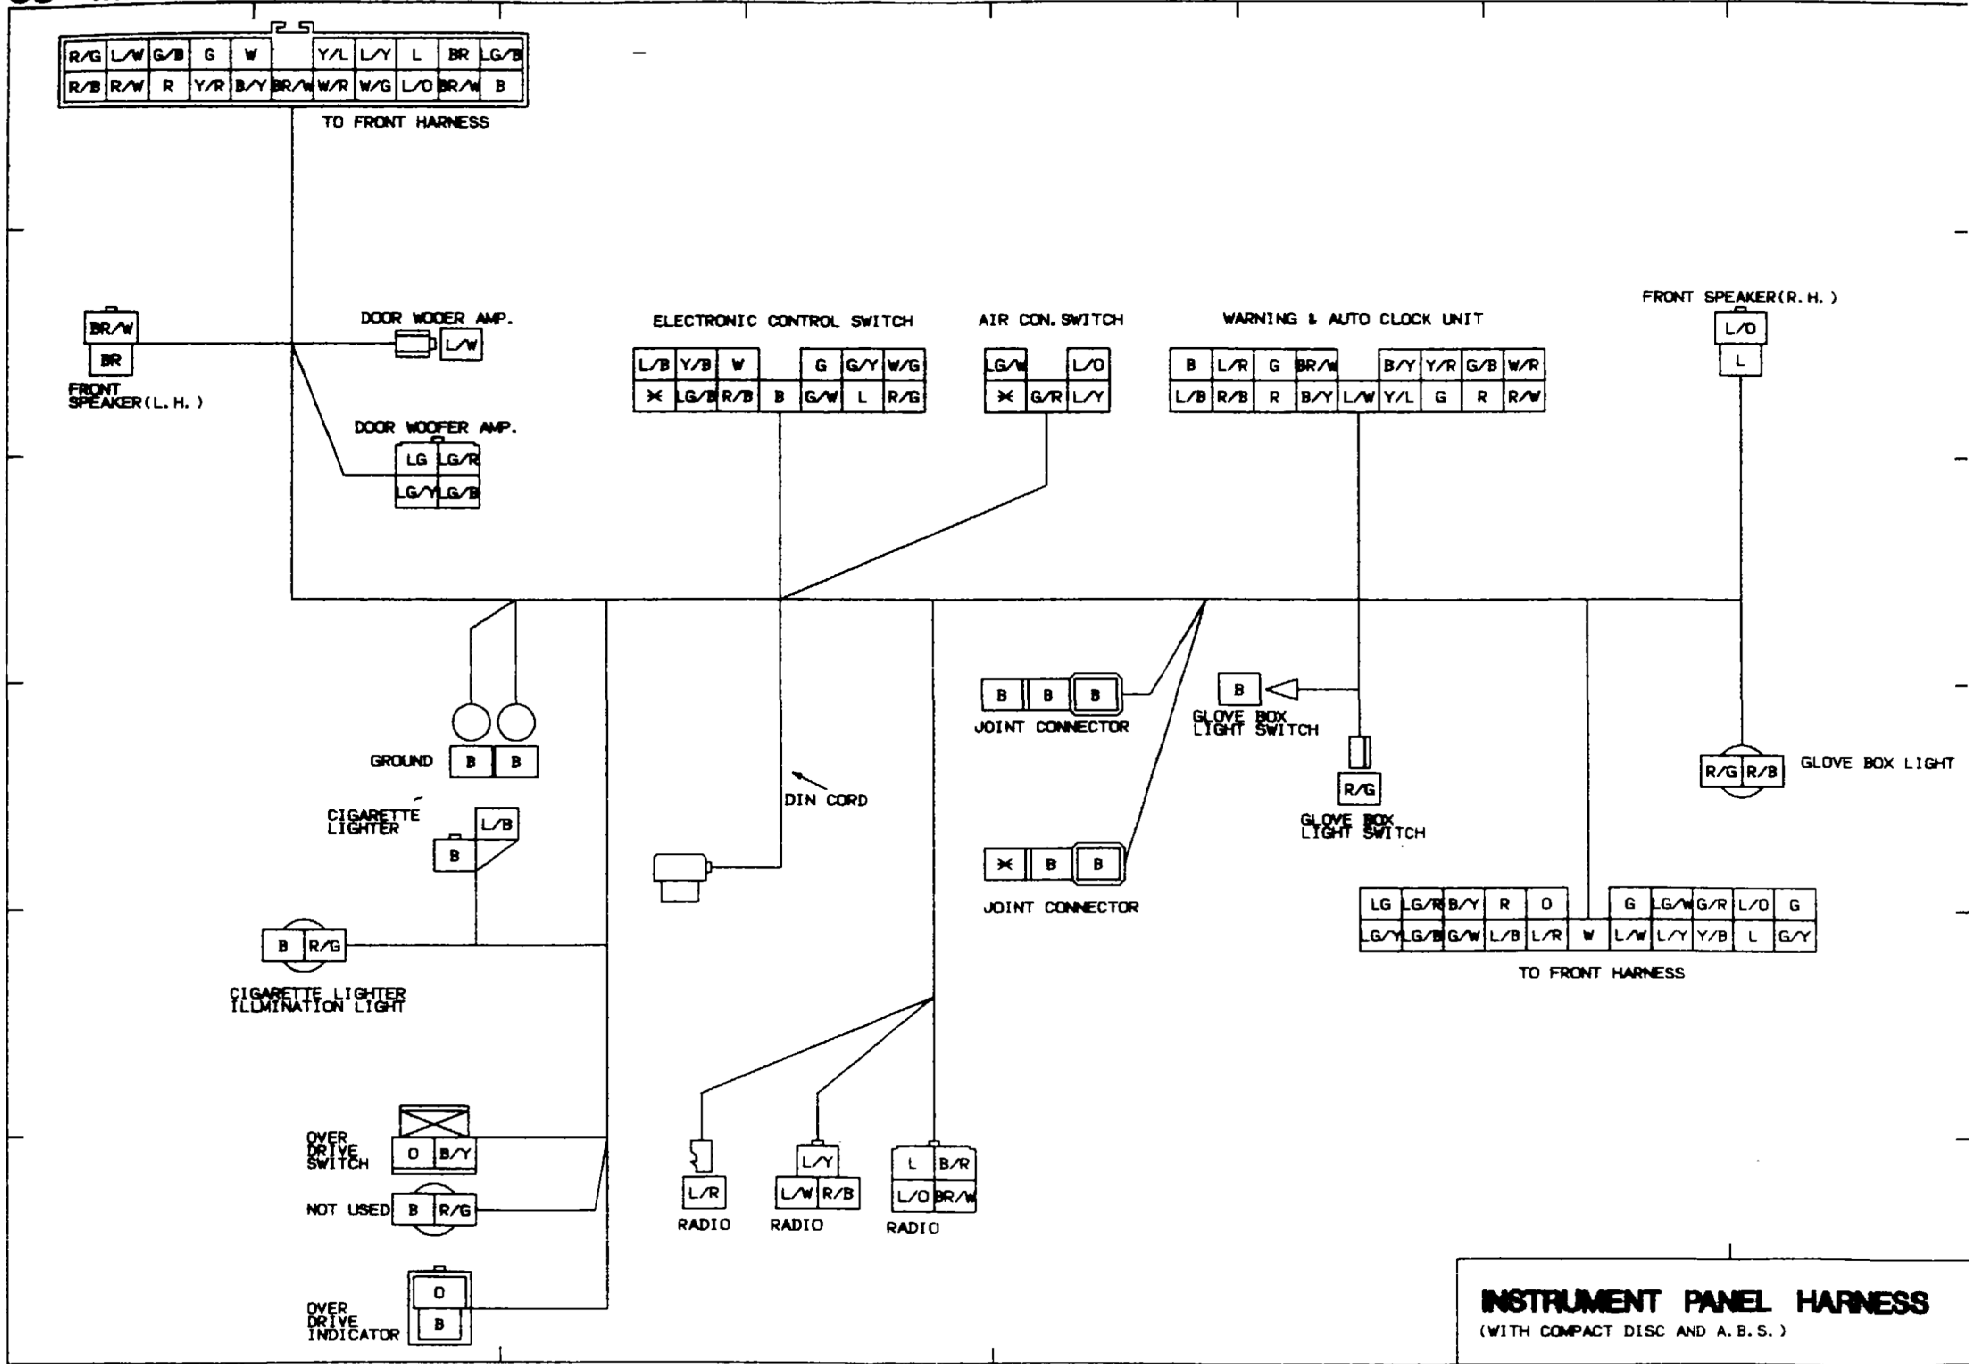 R/G L/W G/B G W Y/L L/Y L BR LG/B
R/B R/W R Y/R B/Y BR/W W/R W/G L/O BR/W B
TO FRONT HARNESS
BR/W
BR
FRONT
SPEAKER(L.H.)
DOOR WOOER AMP.
L/W
DOOR WOOFER AMP.
LG LG/R
LG/Y LG/B
ELECTRONIC CONTROL SWITCH
L/B Y/B W G G/Y W/G
LG/B R/B B G/W L R/G
AIR CON.SWITCH
LG/W L/O
G/R L/Y
WARNING & AUTO CLOCK UNIT
B L/R G BR/W B/Y Y/R G/B W/R
L/B R/B R B/Y L/W Y/L G R R/W
FRONT SPEAKER(R.H.)
L/O
L
GROUND B B
CIGARETTE
LIGHTER
L/B
B
B R/G
CIGARETTE LIGHTER
ILLMINATION LIGHT
DIN CORD
B B B
JOINT CONNECTOR
B B
JOINT CONNECTOR
B
GLOVE BOX
LIGHT SWITCH
R/G
GLOVE BOX
LIGHT SWITCH
R/G R/B GLOVE BOX LIGHT
LG LG/R B/Y R O G LG/W G/R L/O G
LG/Y LG/B G/W L/B L/R W L/W L/Y Y/B L G/Y
TO FRONT HARNESS
OVER
DRIVE
SWITCH
O B/Y
NOT USED B R/G
OVER
DRIVE
INDICATOR
O
B
L/R
RADIO
L/Y
L/W R/B
RADIO
L B/R
L/O BR/W
RADIO
INSTRUMENT PANEL HARNESS
(WITH COMPACT DISC AND A.B.S.)